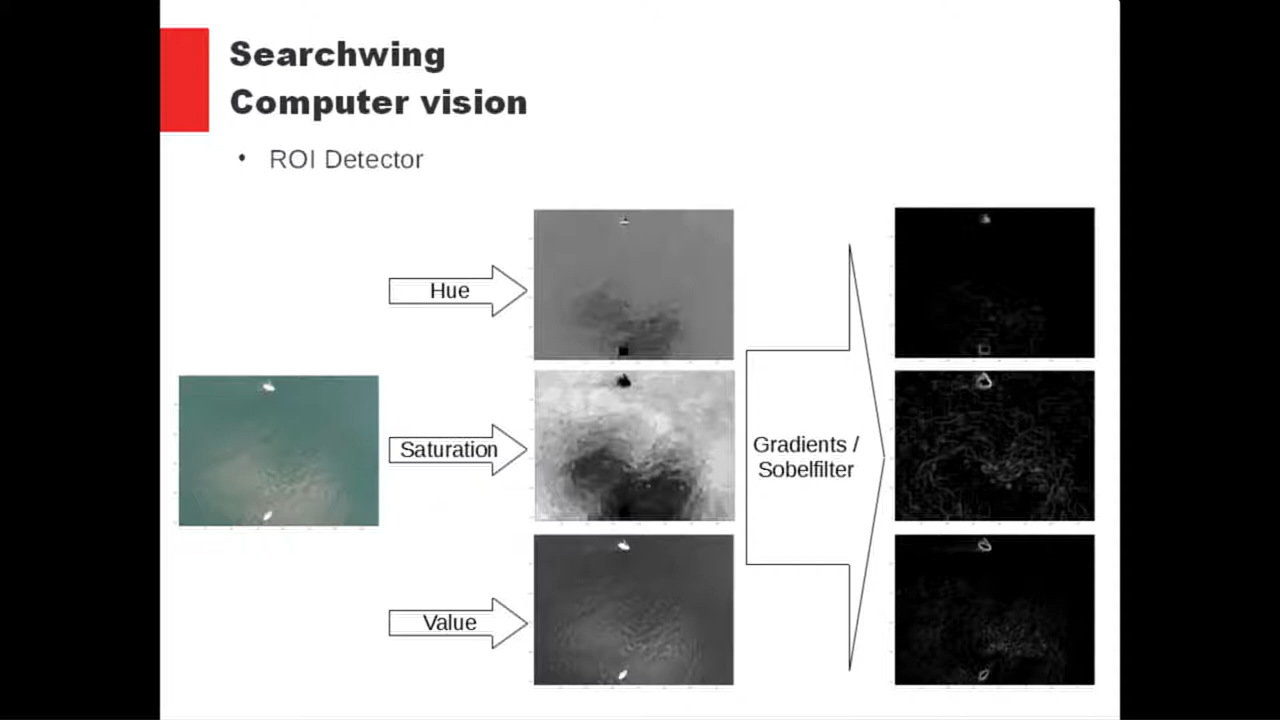 Searchwing
Computer vision
• ROI Detector
Hue
Saturation
Value
Gradients /
Sobelfilter